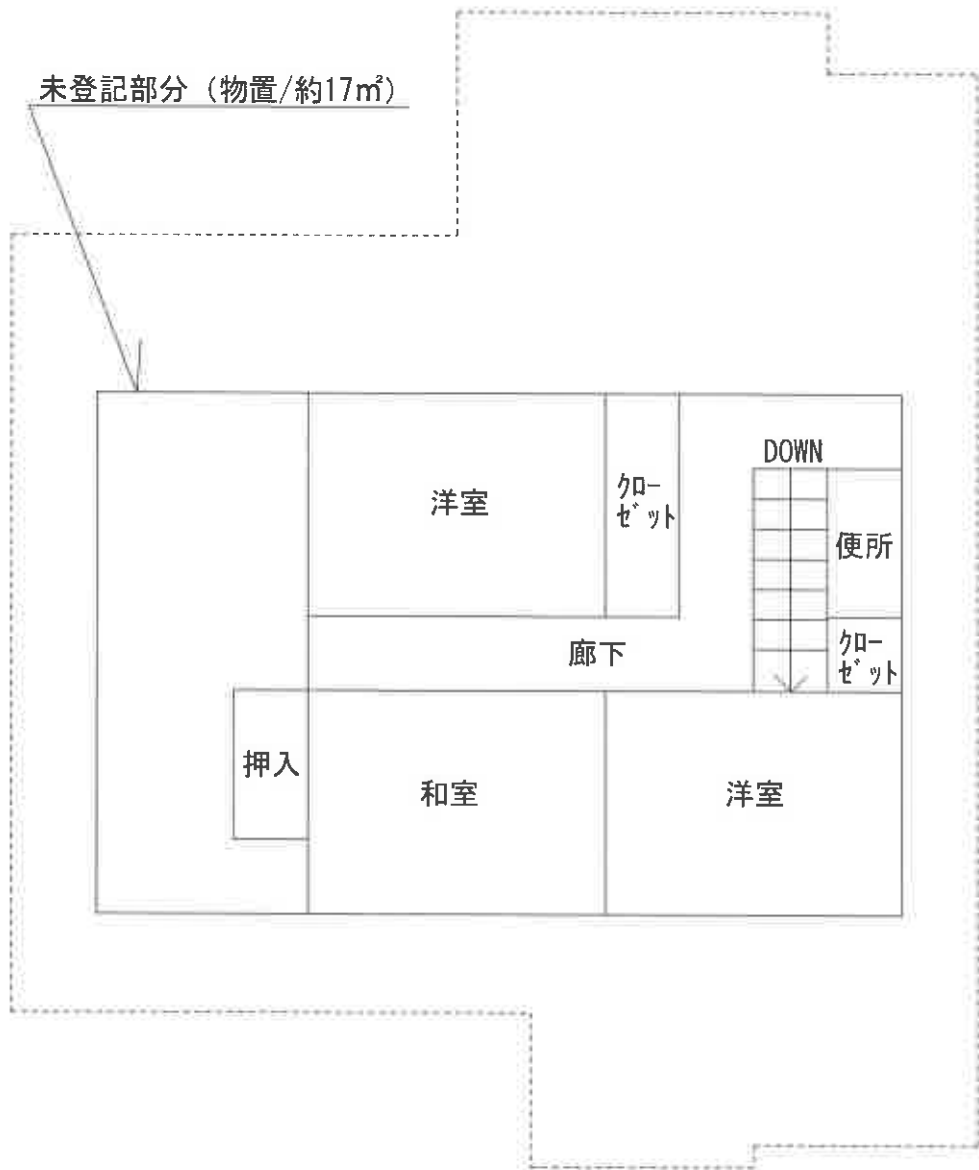 未登記部分（物置/約17㎡）
DOWN
洋室
クロー
ゼット
便所
廊下
クロー
ゼット
押入
和室
洋室